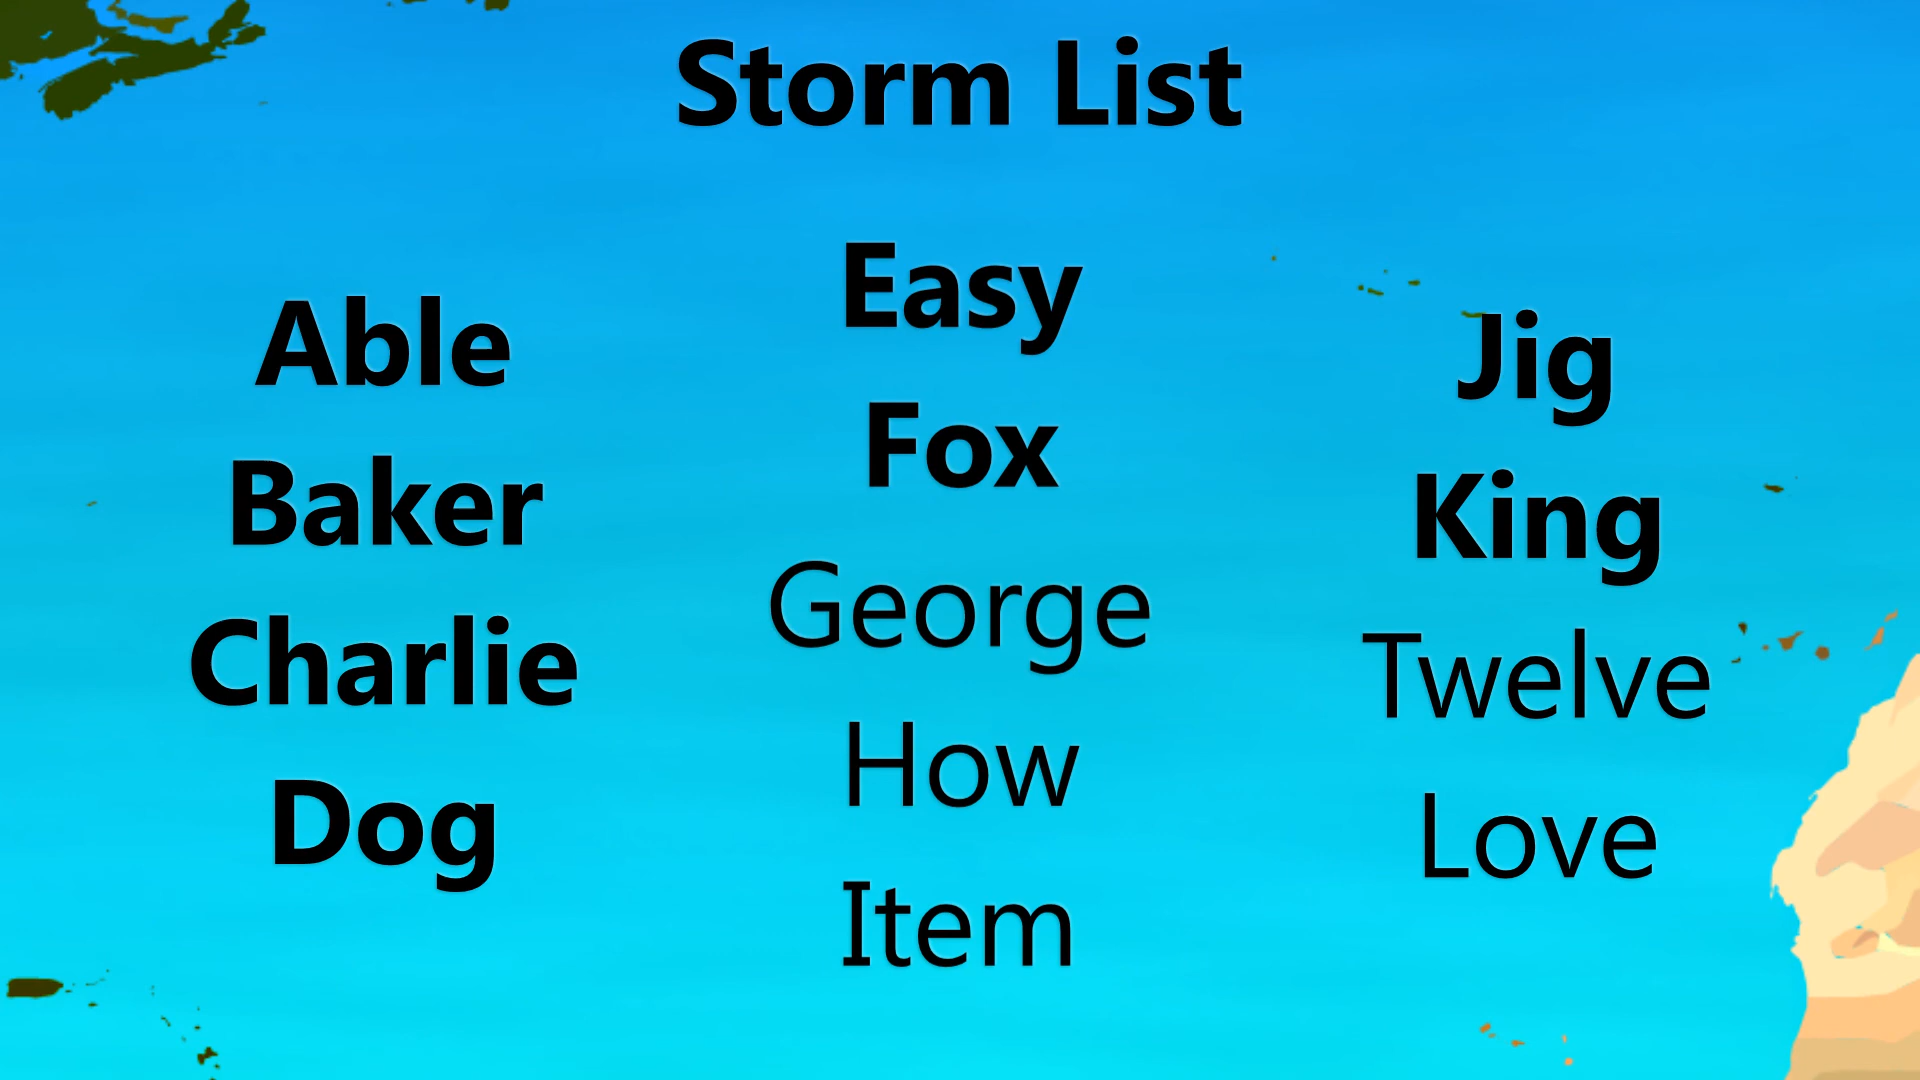 Storm List
Able
Baker
Charlie
Dog
Easy
Fox
George
How
Item
Jig
King
Twelve
Love